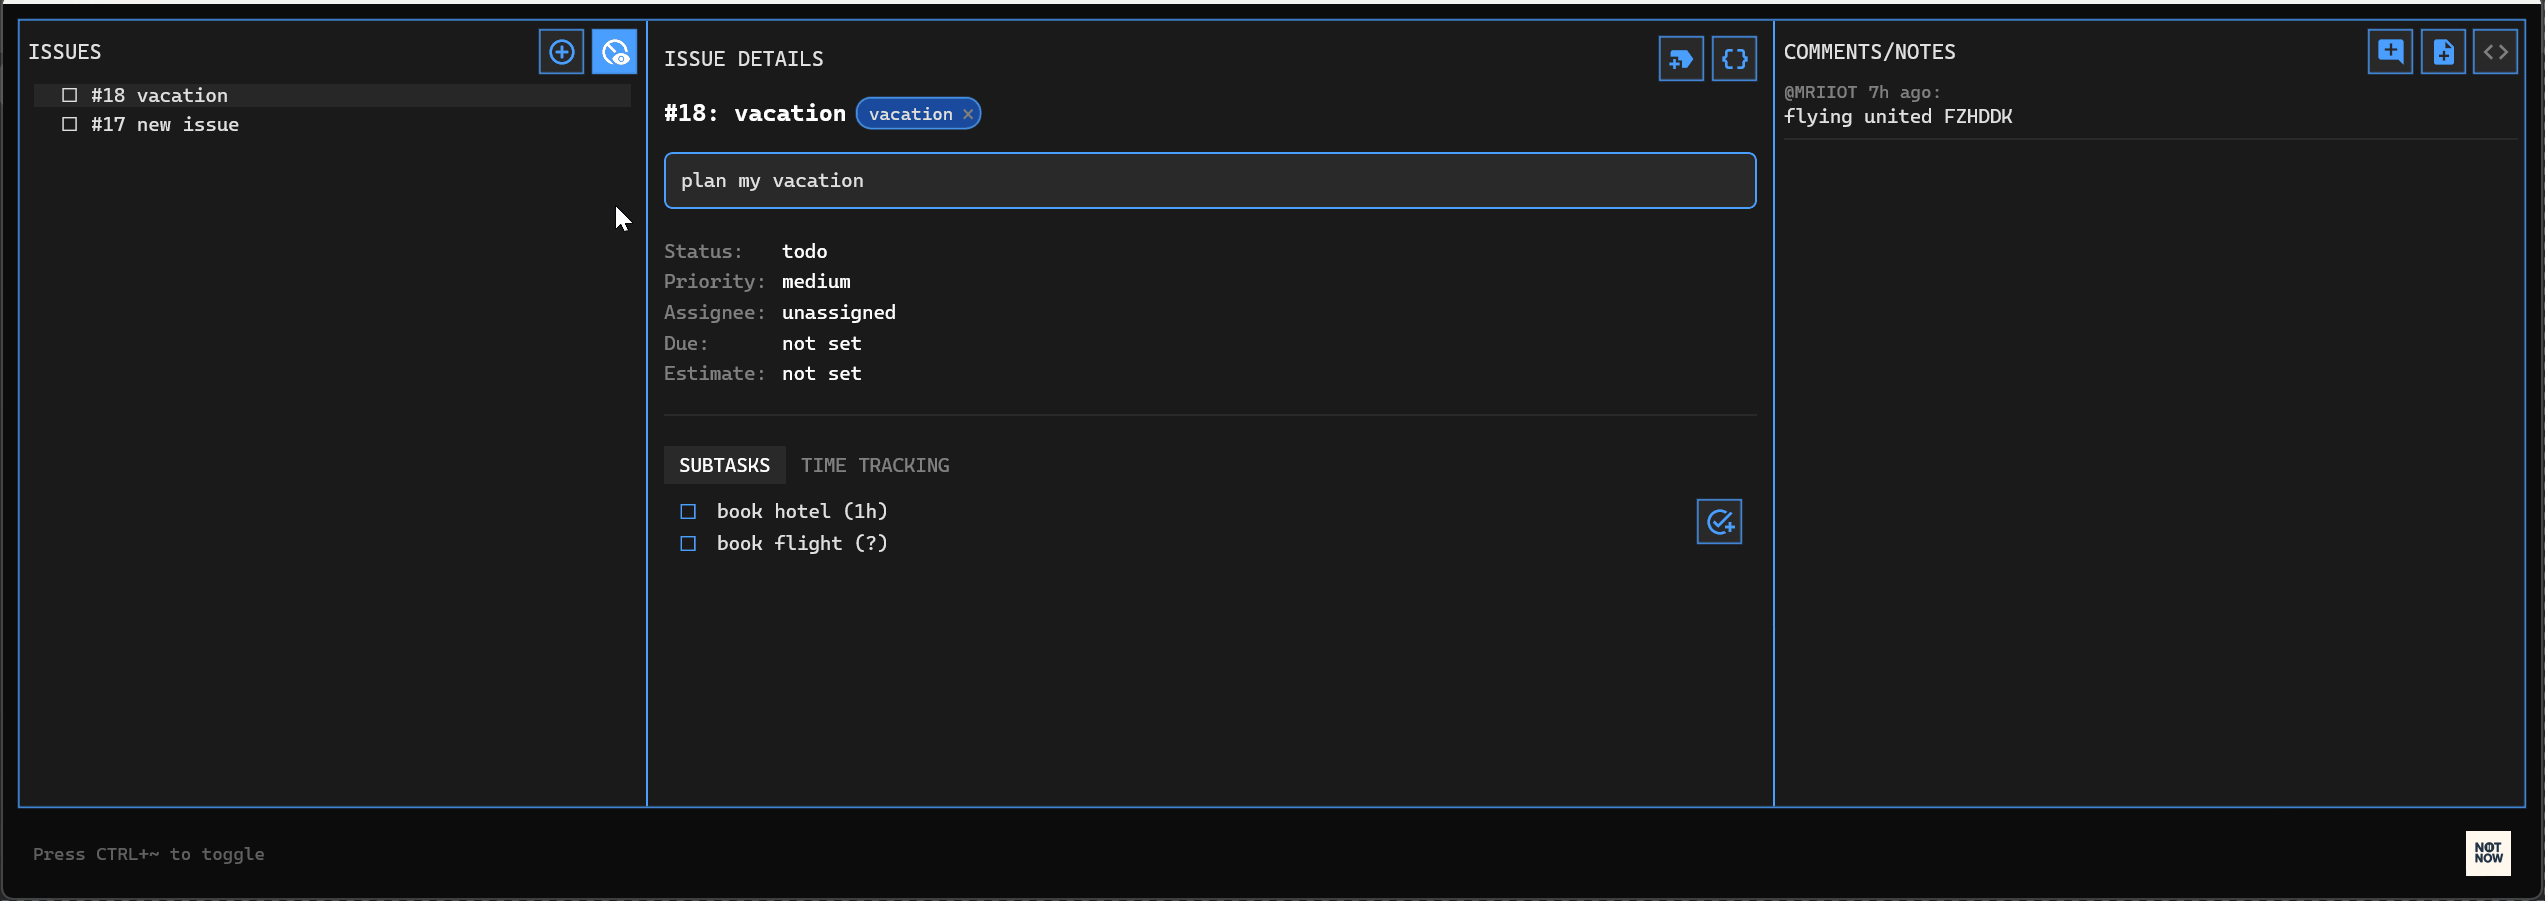 ISSUES
#18 vacation
#17 new issue
ISSUE DETAILS
#18: vacation
vacation ×
plan my vacation
Status: todo
Priority: medium
Assignee: unassigned
Due: not set
Estimate: not set
SUBTASKS TIME TRACKING
book hotel (1h)
book flight (?)
COMMENTS/NOTES
@MRIIOT 7h ago:
flying united FZHDDK
Press CTRL+~ to toggle
NOT
NOW